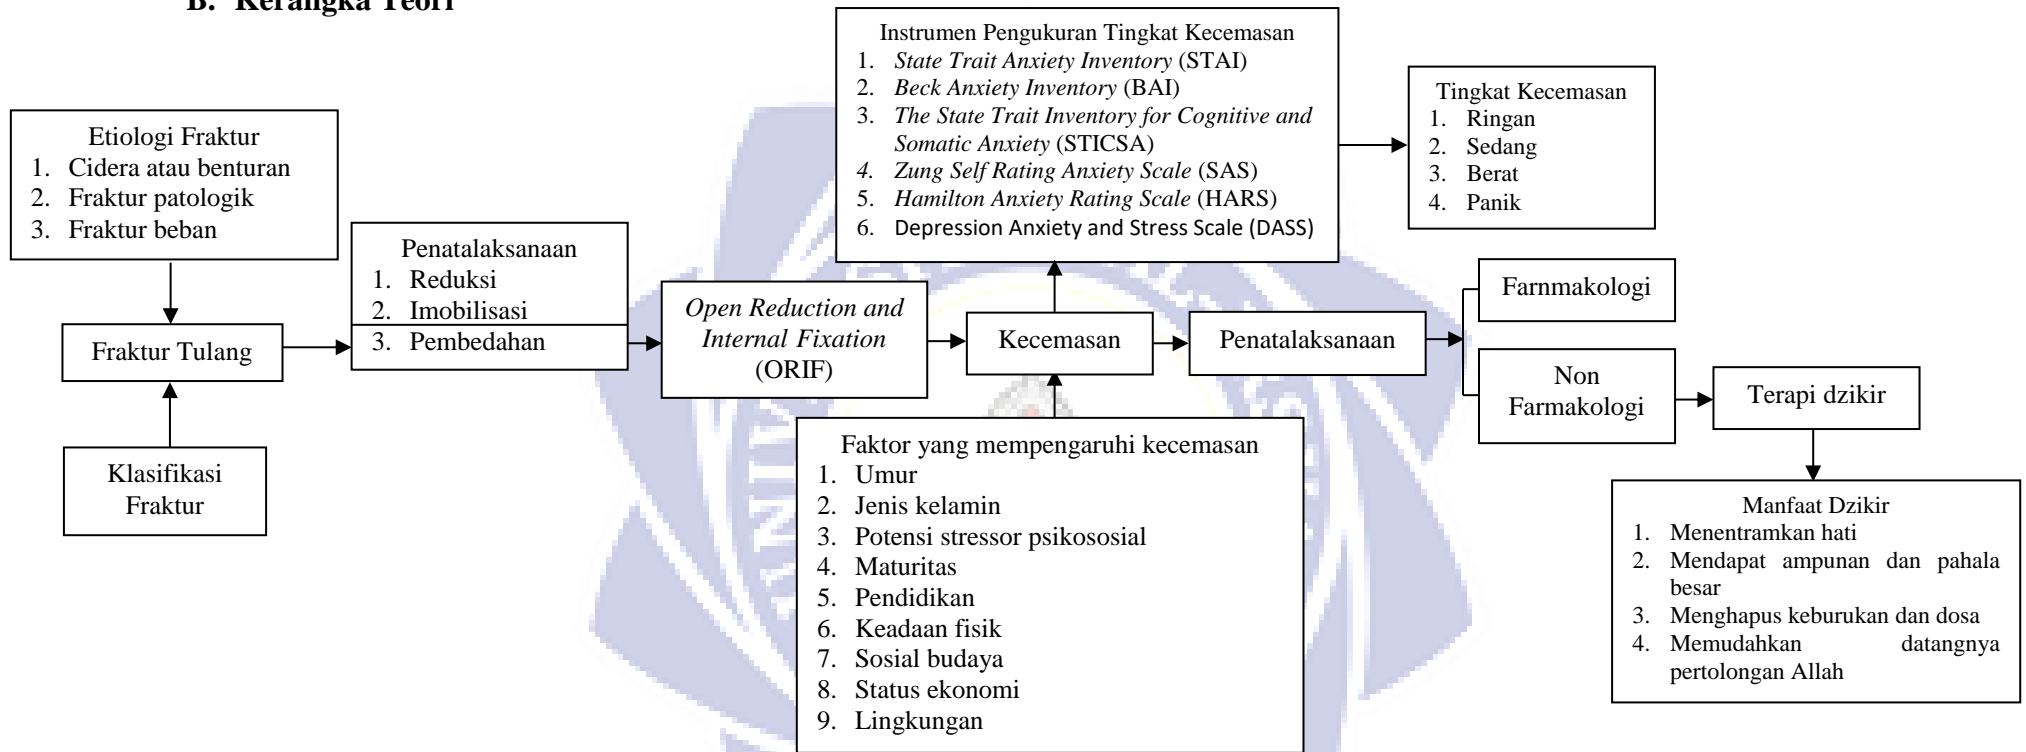 B. Kerangka Teori
Instrumen Pengukuran Tingkat Kecemasan
1. State Trait Anxiety Inventory (STAI)
2. Beck Anxiety Inventory (BAI)
3. The State Trait Inventory for Cognitive and
Somatic Anxiety (STICSA)
4. Zung Self Rating Anxiety Scale (SAS)
5. Hamilton Anxiety Rating Scale (HARS)
6. Depression Anxiety and Stress Scale (DASS)
Tingkat Kecemasan
1. Ringan
2. Sedang
3. Berat
4. Panik
Etiologi Fraktur
1. Cidera atau benturan
2. Fraktur patologik
3. Fraktur beban
Penatalaksanaan
1. Reduksi
2. Imobilisasi
3. Pembedahan
Fraktur Tulang
Klasifikasi
Fraktur
Open Reduction and
Internal Fixation
(ORIF)
Kecemasan
Penatalaksanaan
Farnmakologi
Non
Farmakologi
Terapi dzikir
Faktor yang mempengaruhi kecemasan
1. Umur
2. Jenis kelamin
3. Potensi stressor psikososial
4. Maturitas
5. Pendidikan
6. Keadaan fisik
7. Sosial budaya
8. Status ekonomi
9. Lingkungan
Manfaat Dzikir
1. Menentramkan hati
2. Mendapat ampunan dan pahala
besar
3. Menghapus keburukan dan dosa
4. Memudahkan datangnya
pertolongan Allah